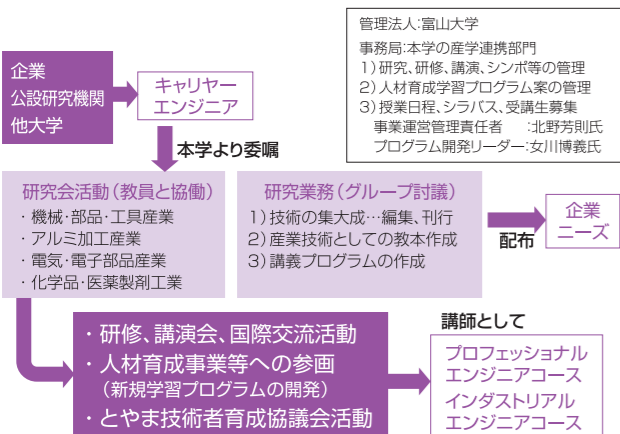 管理法人:富山大学
事務局:本学の産学連携部門
1)研究、研修、講演、シンポ等の管理
2)人材育成学習プログラム案の管理
3)授業日程、シラバス、受講生募集
事業運営管理責任者 :北野芳則氏
プログラム開発リーダー:女川博義氏
企業
公設研究機関
他大学
キャリヤー
エンジニア
本学より委嘱
研究会活動(教員と協働)
・機械・部品・工具産業
・アルミ加工産業
・電気・電子部品産業
・化学品・医薬製剤工業
研究業務(グループ討議)
1)技術の集大成…編集、刊行
2)産業技術としての教本作成
3)講義プログラムの作成
配布
企業
ニーズ
・研修、講演会、国際交流活動
・人材育成事業等への参画
(新規学習プログラムの開発)
・とやま技術者育成協議会活動
講師として
プロフェッショナル
エンジニアコース
インダストリアル
エンジニアコース